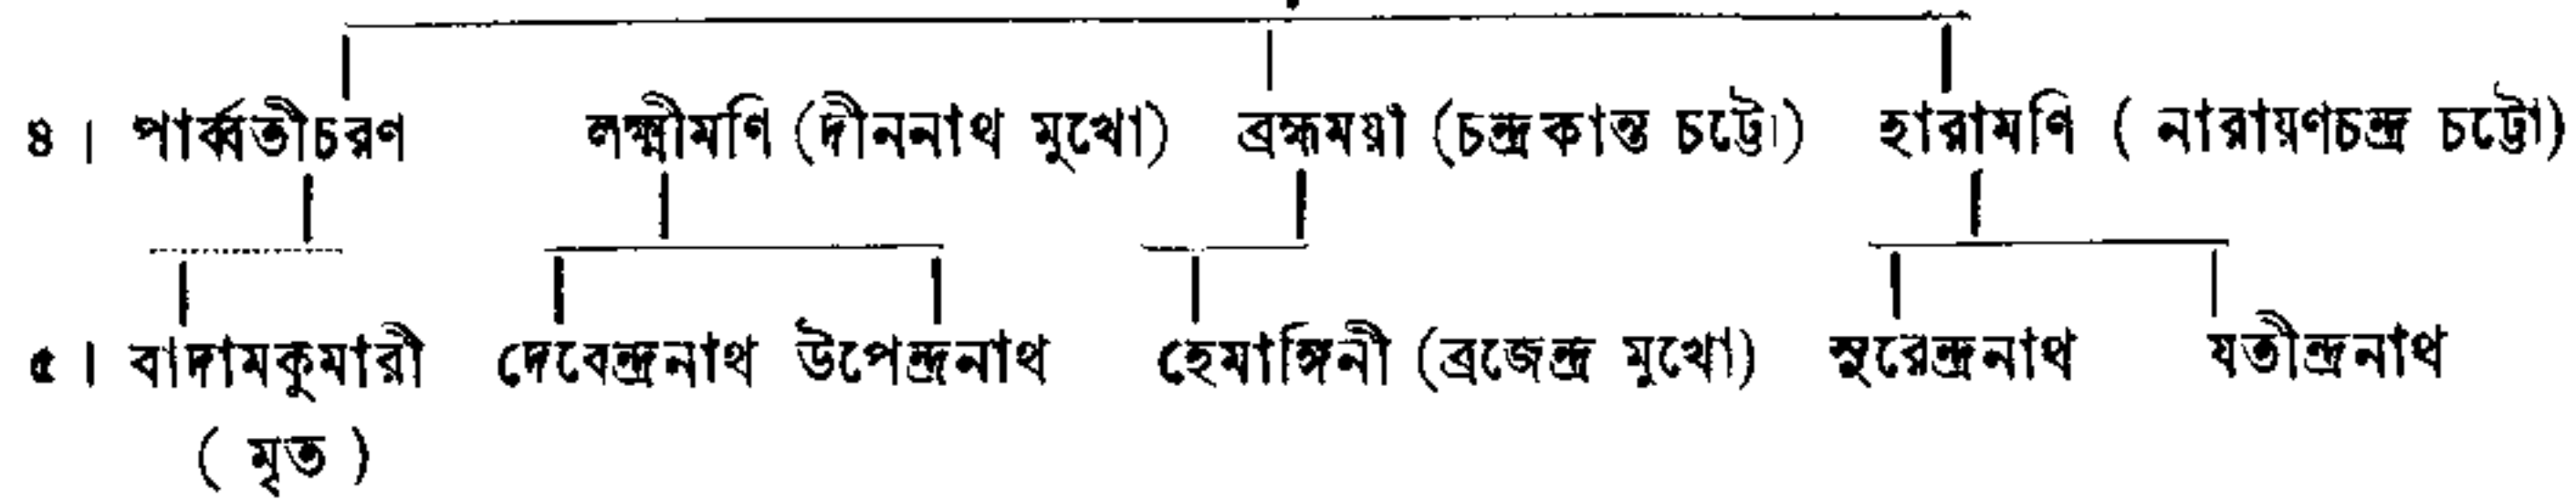 ৪। পার্ব্বতীচরণ লক্ষ্মীমণি (দীননাথ মুখো) ব্রহ্মময়ী (চন্দ্রকান্ত চট্টো) হারামণি ( নারায়ণচন্দ্র চট্টো)
৫। বাদামকুমারী দেবেন্দ্রনাথ উপেন্দ্রনাথ হেমাঙ্গিনী (ব্রজেন্দ্র মুখো) সুরেন্দ্রনাথ যতীন্দ্রনাথ
( মৃত )